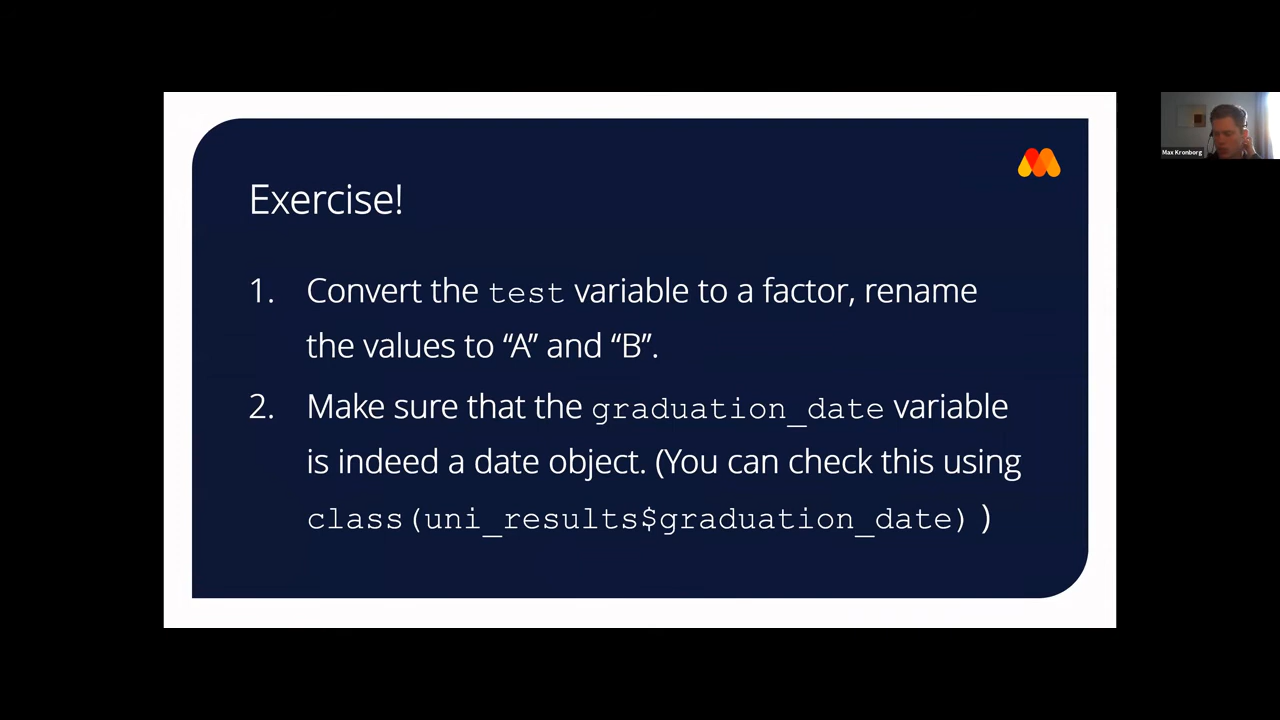 Exercise!
1. Convert the test variable to a factor, rename
the values to “A” and “B”.
2. Make sure that the graduation_date variable
is indeed a date object. (You can check this using
class(uni_results$graduation_date) )
Max Kronborg